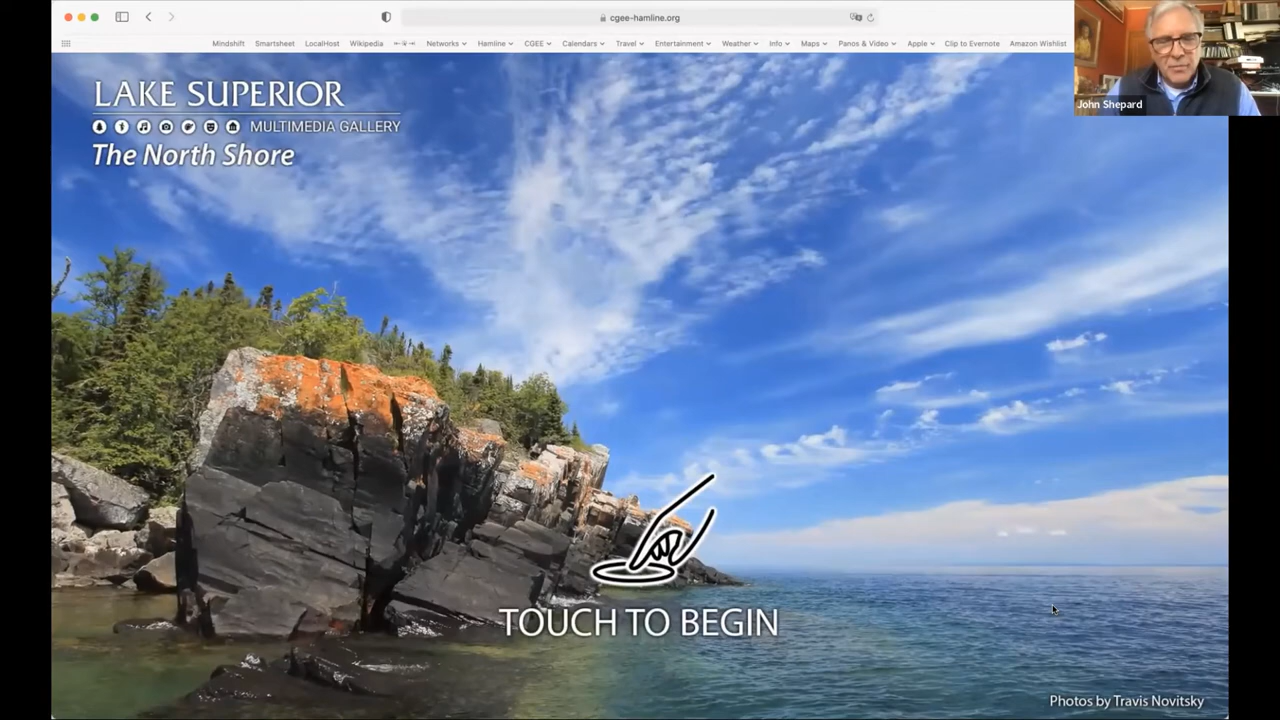 cgee-hamline.org
Mindshift Smartsheet LocalHost Wikipedia Networks Hamline CGEE Calendars Travel Entertainment Weather Info Maps Panos & Video Apple Clip to Evernote Amazon Wishlist
John Shepard
LAKE SUPERIOR
MULTIMEDIA GALLERY
The North Shore
TOUCH TO BEGIN
Photos by Travis Novitsky